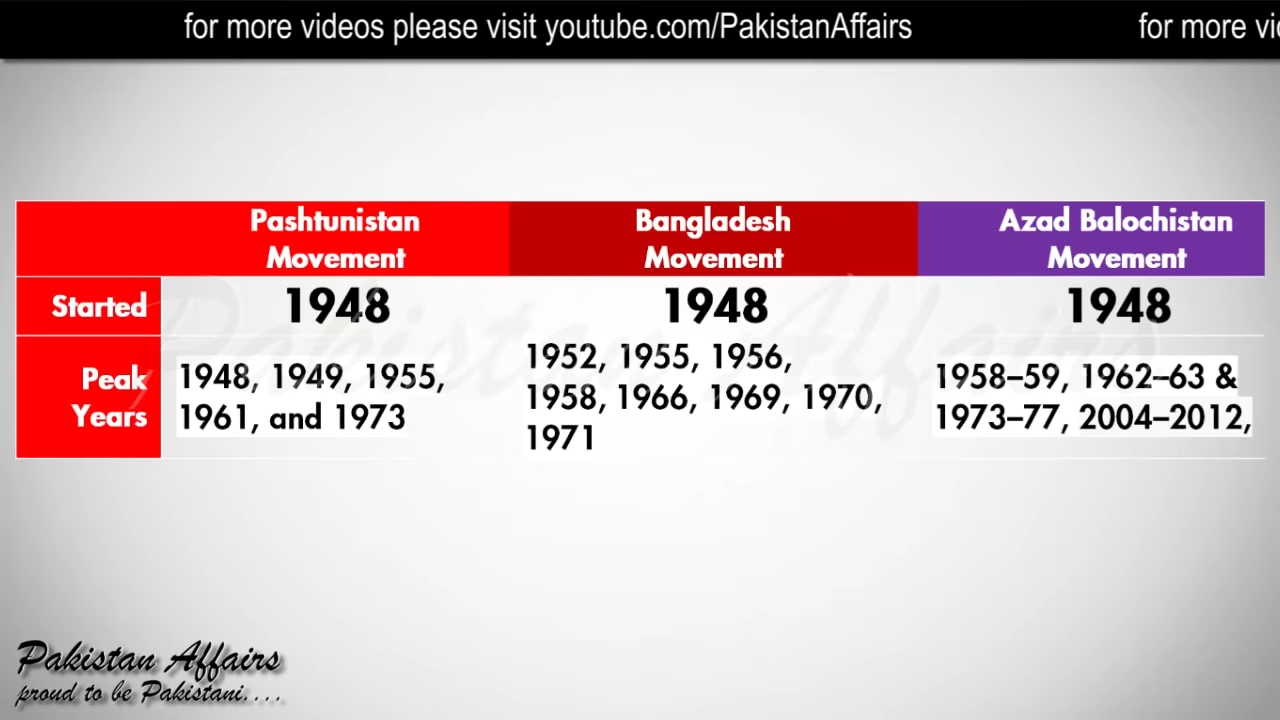 for more videos please visit youtube.com/PakistanAffairs
for more
Pashtunistan
Movement
Bangladesh
Movement
Azad Balochistan
Movement
Started
1948
1948
1948
Peak
Years
1948, 1949, 1955,
1961, and 1973
1952, 1955, 1956,
1958, 1966, 1969, 1970,
1971
1958–59, 1962–63 &
1973–77, 2004–2012,
Pakistan Affairs
Pakistan Affairs
proud to be Pakistani....